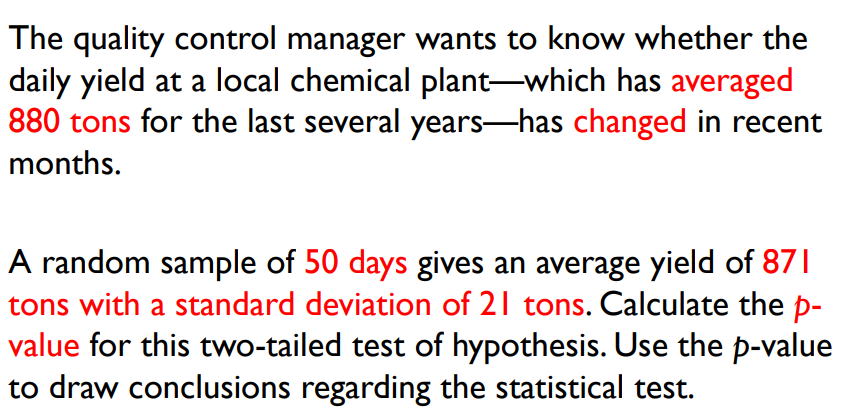 The quality control manager wants to know whether the
daily yield at a local chemical plant—which has averaged
880 tons for the last several years—has changed in recent
months.
A random sample of 50 days gives an average yield of 871
tons with a standard deviation of 21 tons. Calculate the p-
value for this two-tailed test of hypothesis. Use the p-value
to draw conclusions regarding the statistical test.